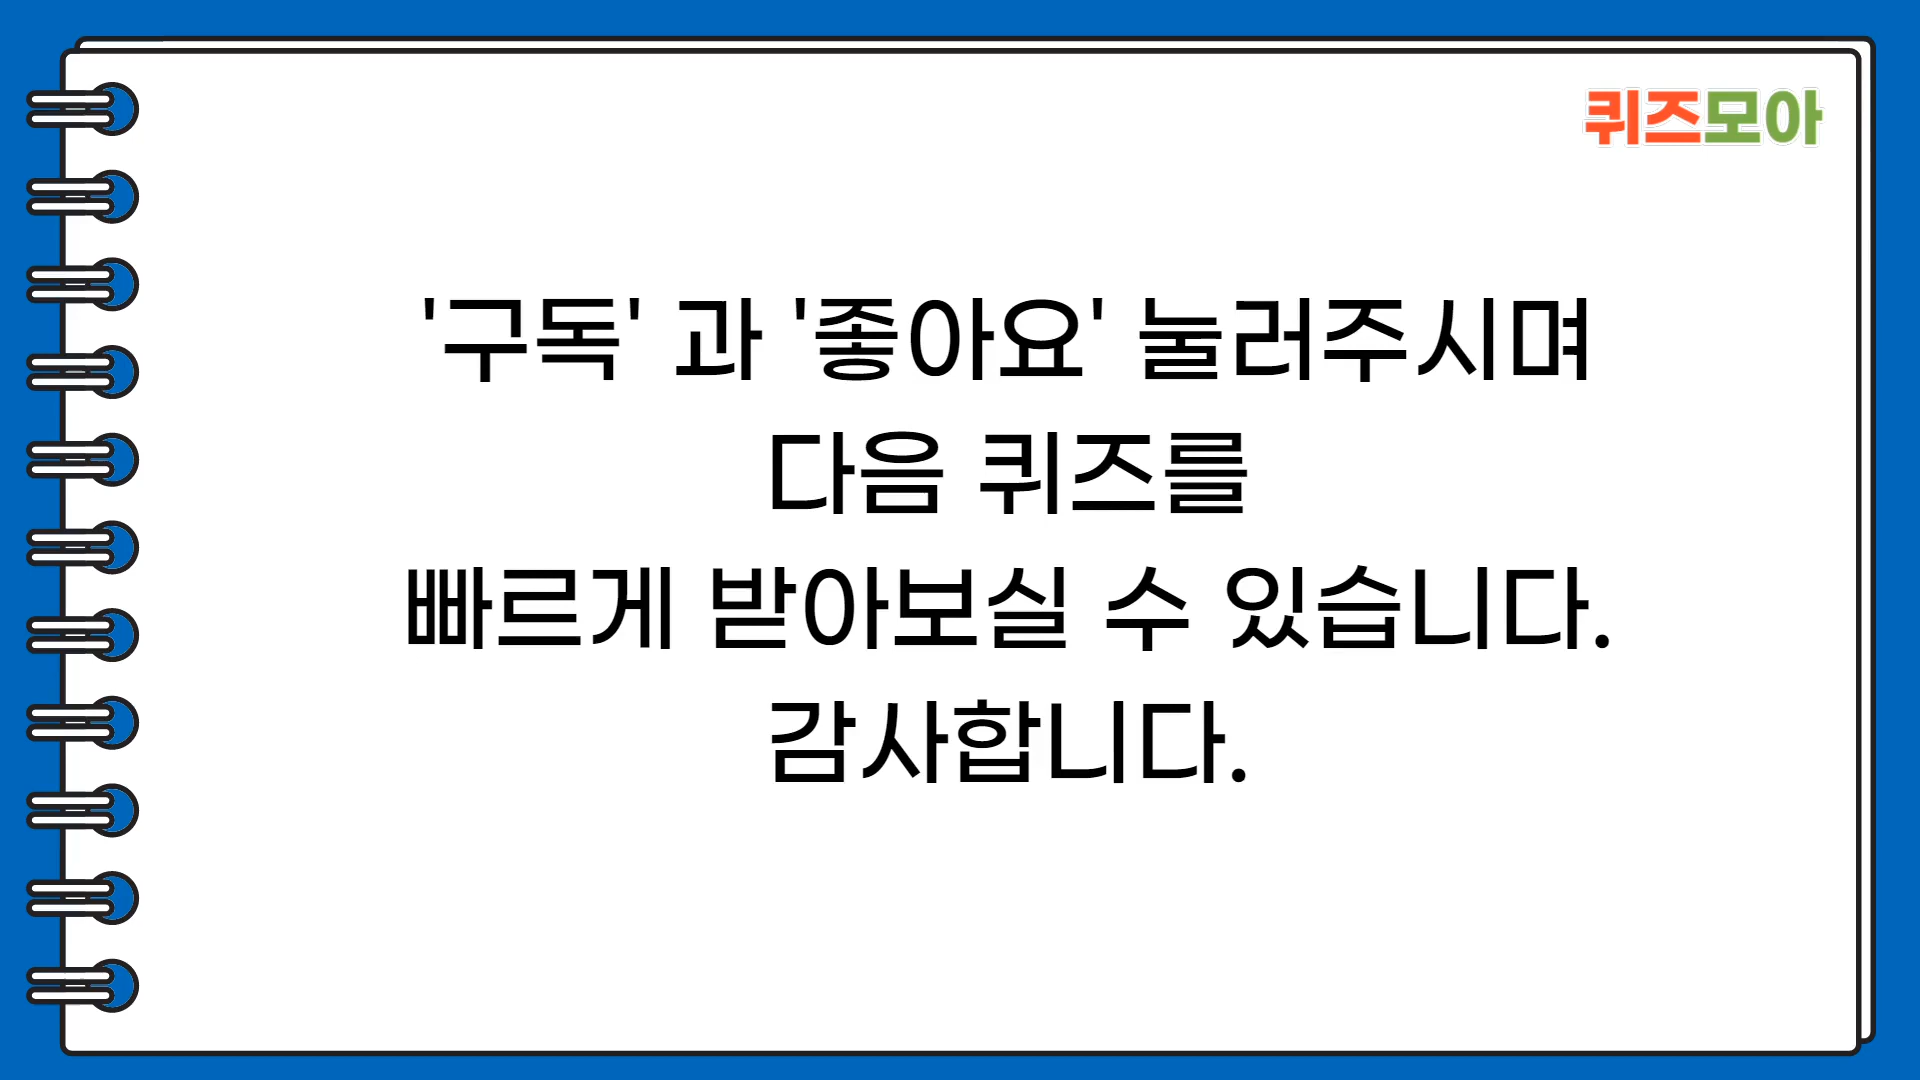 퀴즈모아
'구독' 과 '좋아요' 눌러주시며
다음 퀴즈를
빠르게 받아보실 수 있습니다.
감사합니다.